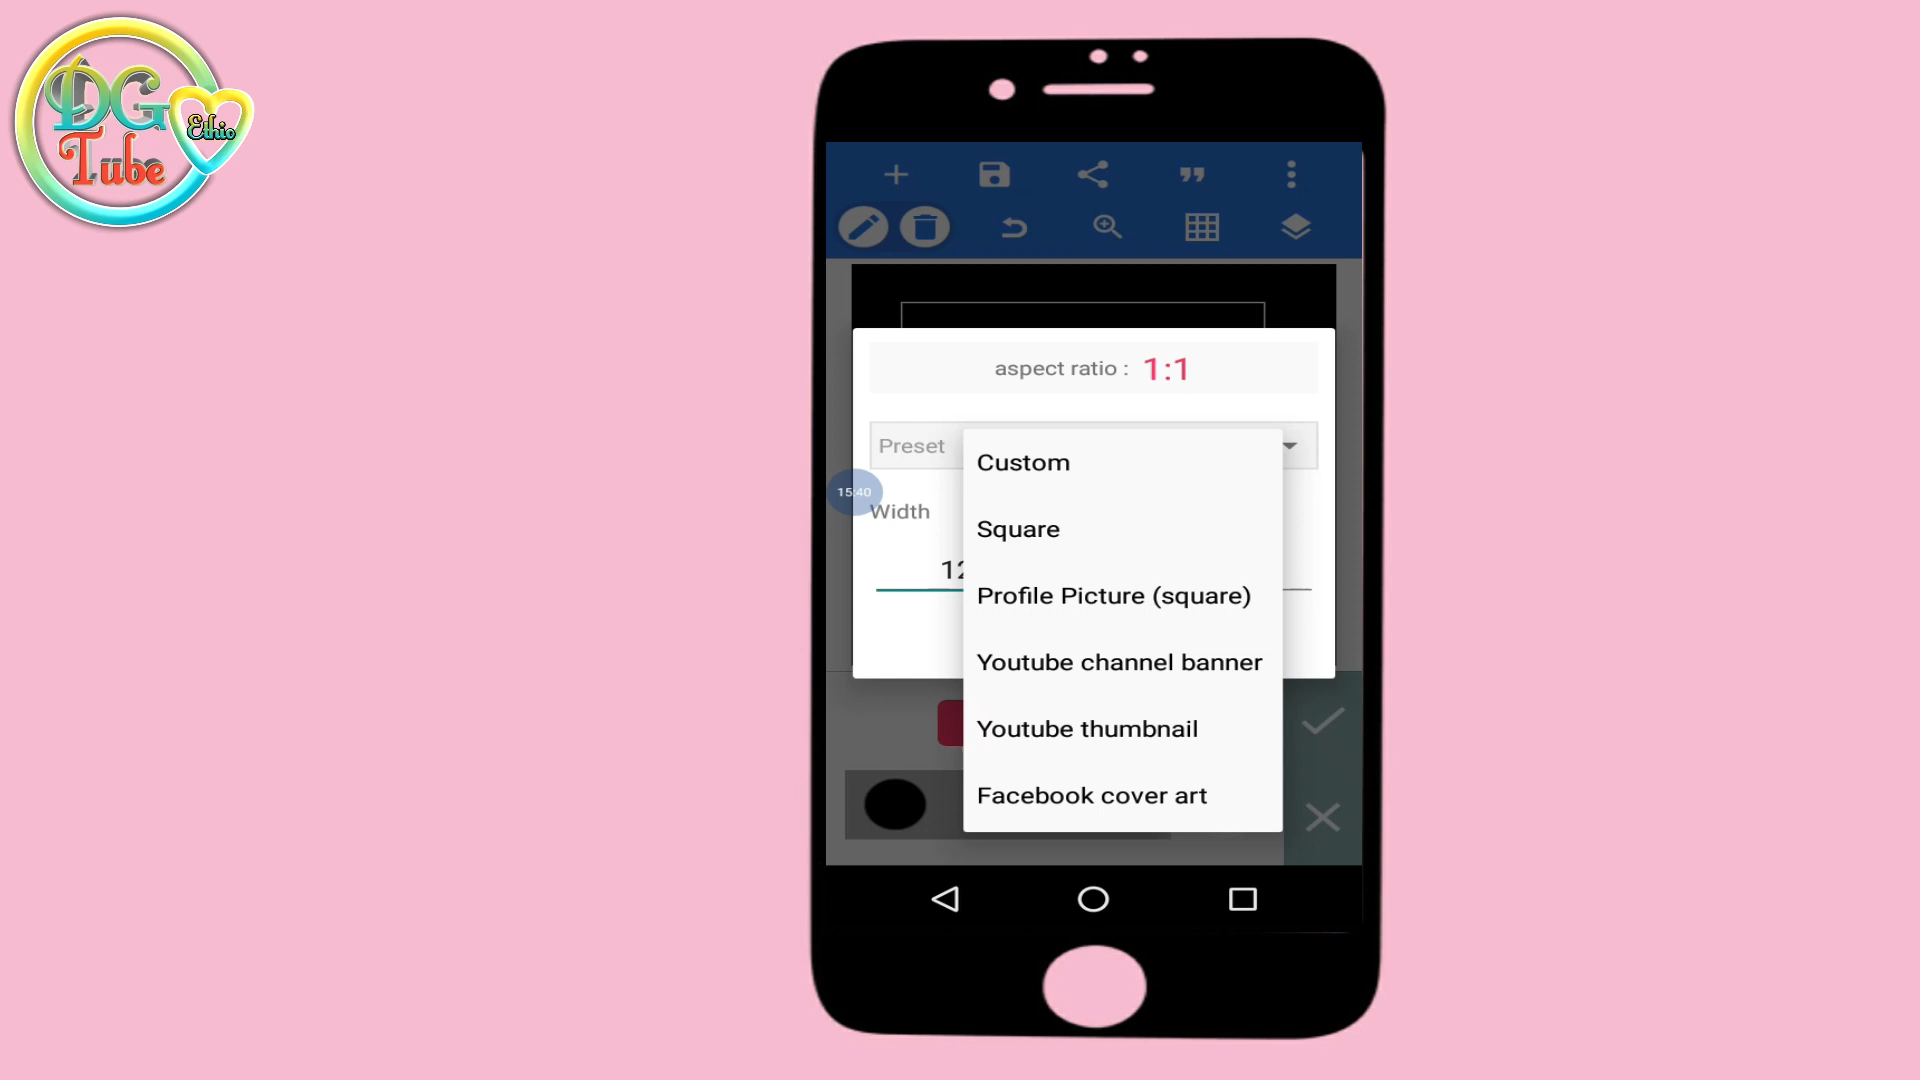 DG
Ethio
Tube
aspect ratio : 1:1
Preset
Custom
15:40
Width
Square
12
Profile Picture (square)
Youtube channel banner
Youtube thumbnail
Facebook cover art